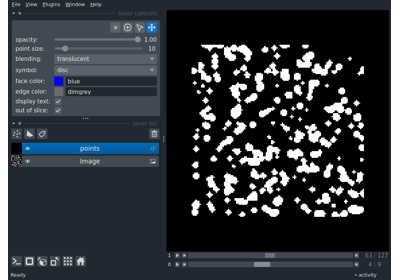 File View Plugins Window Help
layer controls
opacity: 1.00
point size: 10
blending: translucent
symbol: disc
face color: blue
edge color: dimgrey
display text:
out of slice:
layer list
points
Image
1 63 127
0 4 9
Ready
activity